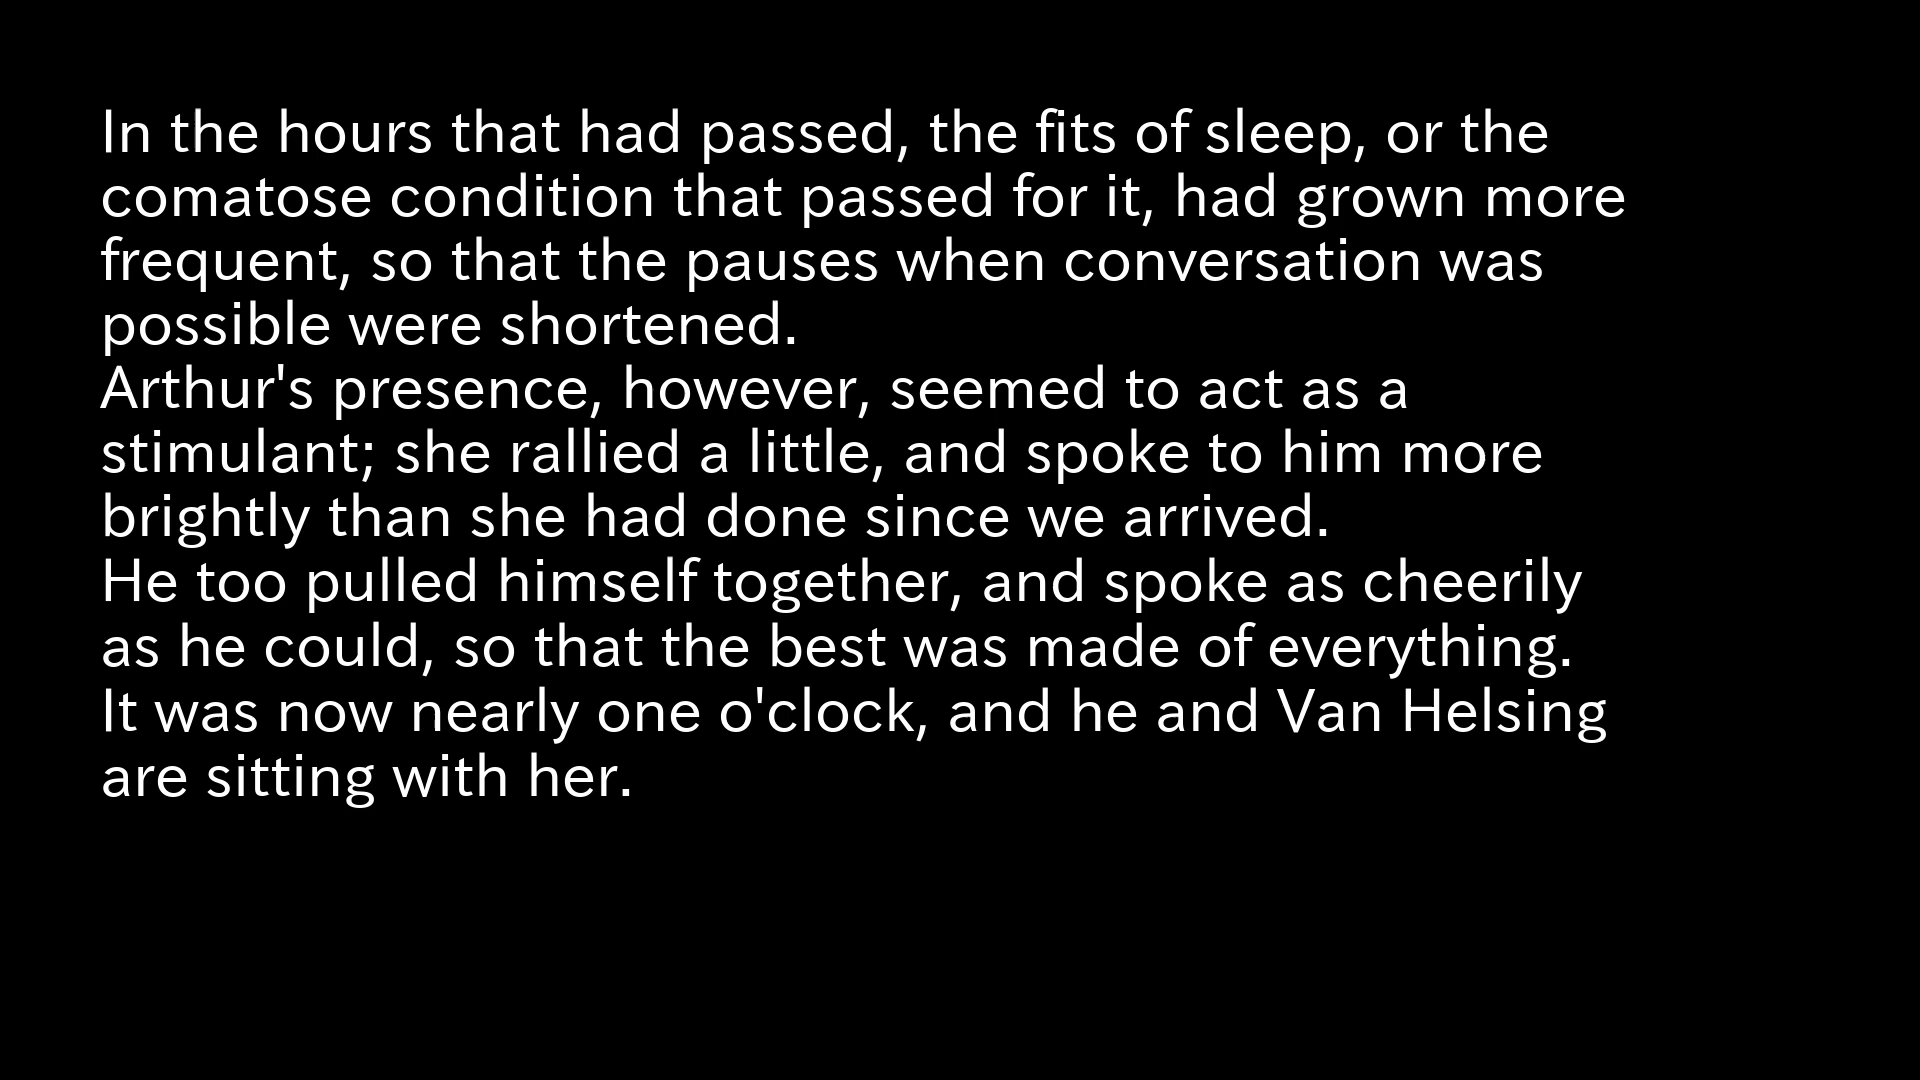 In the hours that had passed, the fits of sleep, or the
comatose condition that passed for it, had grown more
frequent, so that the pauses when conversation was
possible were shortened.
Arthur's presence, however, seemed to act as a
stimulant; she rallied a little, and spoke to him more
brightly than she had done since we arrived.
He too pulled himself together, and spoke as cheerily
as he could, so that the best was made of everything.
It was now nearly one o'clock, and he and Van Helsing
are sitting with her.